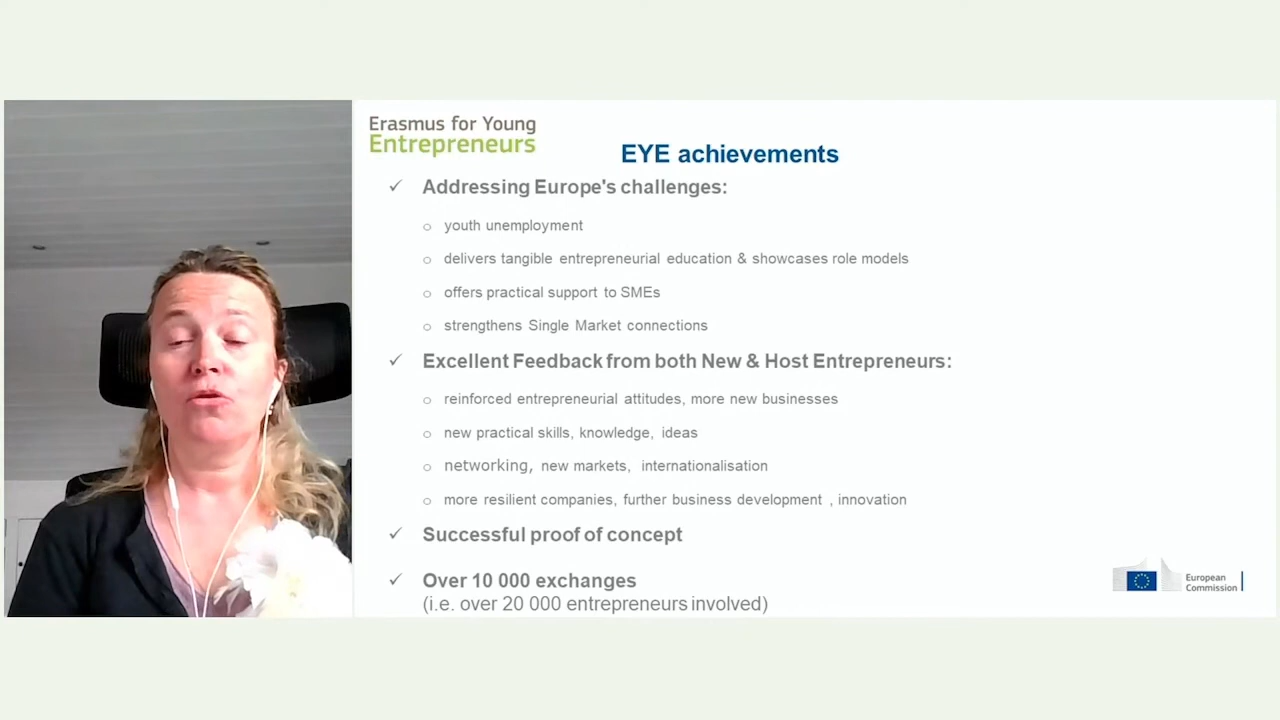 Erasmus for Young
Entrepreneurs
EYE achievements
✓ Addressing Europe's challenges:
o youth unemployment
o delivers tangible entrepreneurial education & showcases role models
o offers practical support to SMEs
o strengthens Single Market connections
✓ Excellent Feedback from both New & Host Entrepreneurs:
o reinforced entrepreneurial attitudes, more new businesses
o new practical skills, knowledge, ideas
o networking, new markets, internationalisation
o more resilient companies, further business development , innovation
✓ Successful proof of concept
✓ Over 10 000 exchanges
(i.e. over 20 000 entrepreneurs involved)
European
Commission